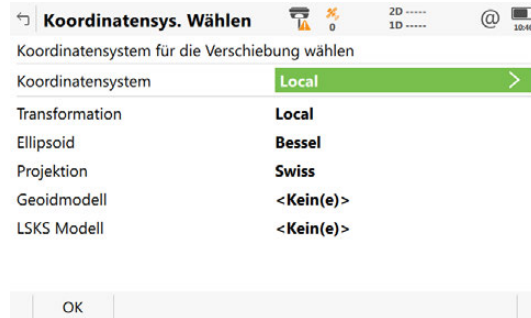 Koordinatensys. Wählen
0
2D -----
1D -----
@
Koordinatensystem für die Verschiebung wählen
Koordinatensystem Local
Transformation Local
Ellipsoid Bessel
Projektion Swiss
Geoidmodell <Kein(e)>
LSKS Modell <Kein(e)>
OK